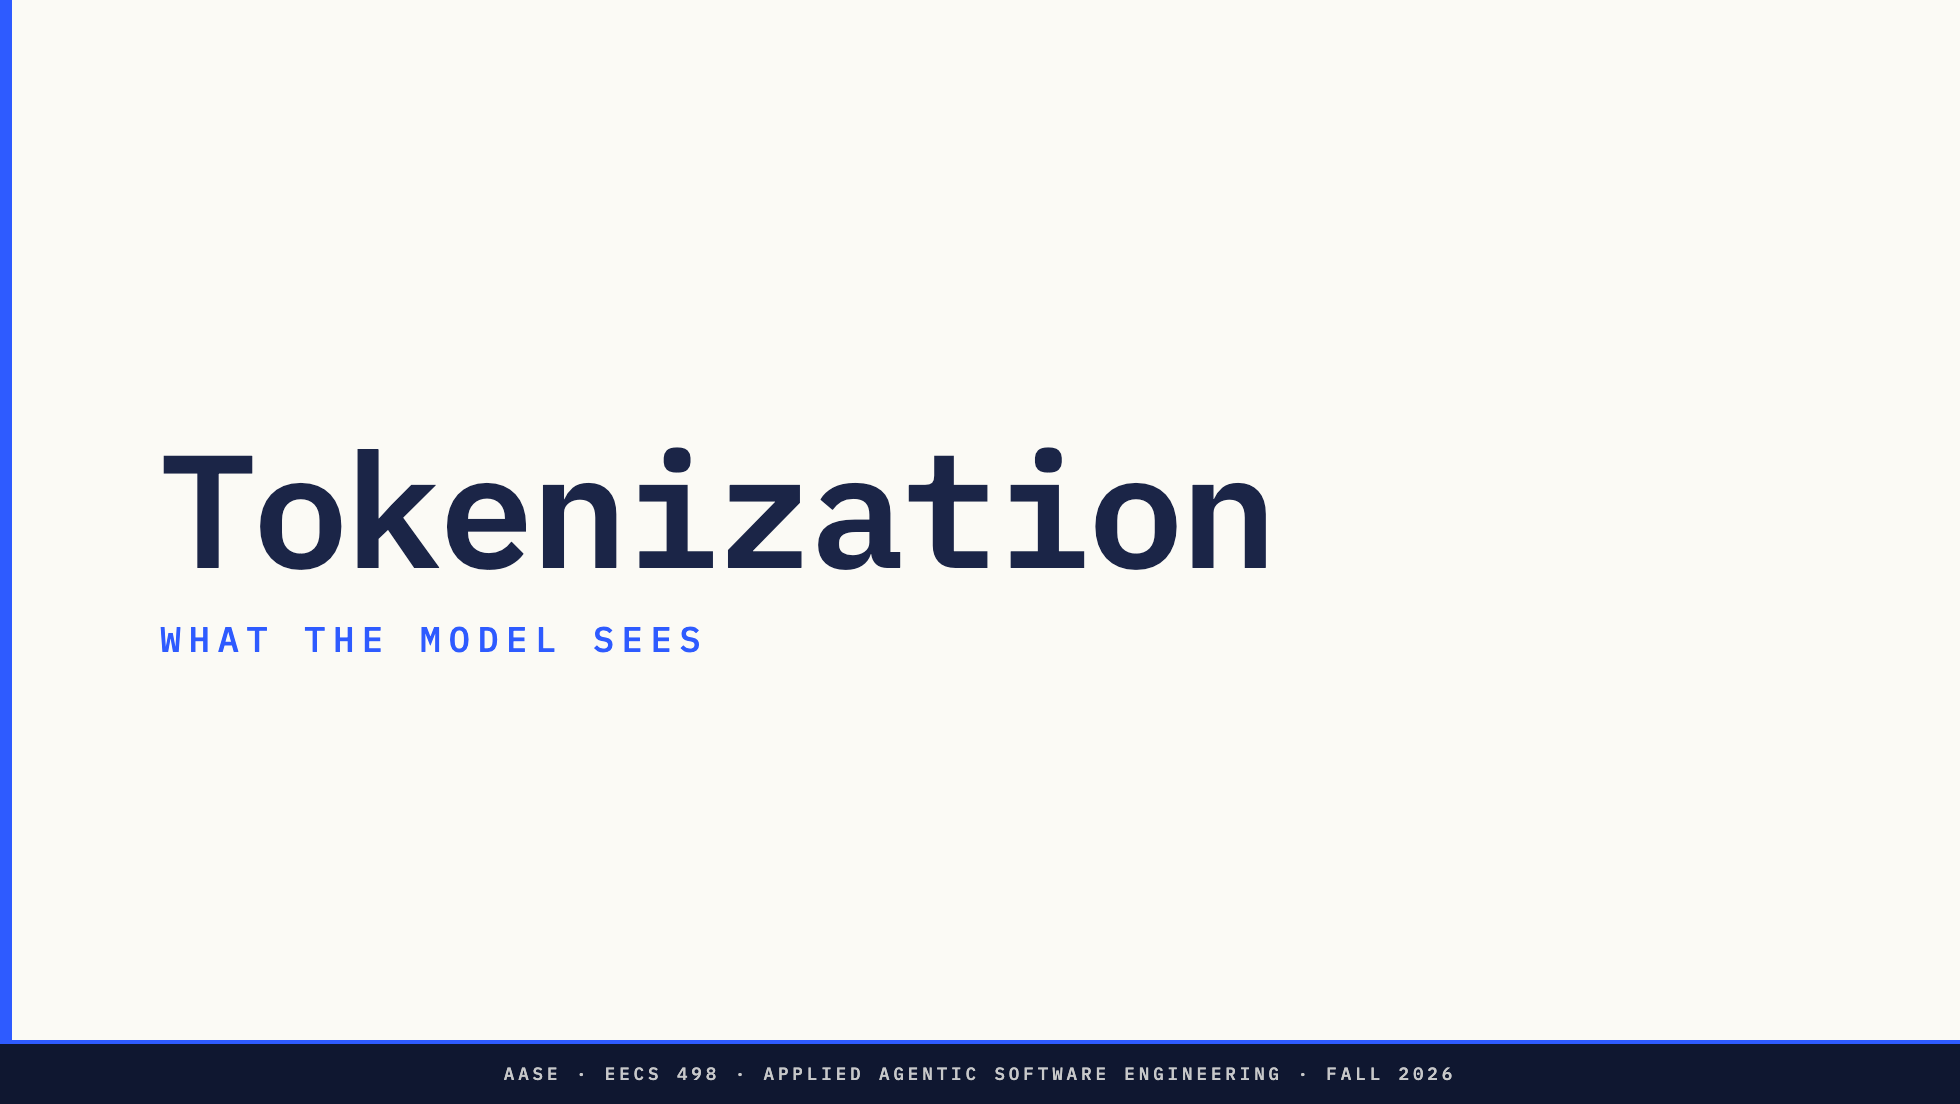 Tokenization
WHAT THE MODEL SEES
AASE · EECS 498 · APPLIED AGENTIC SOFTWARE ENGINEERING · FALL 2026